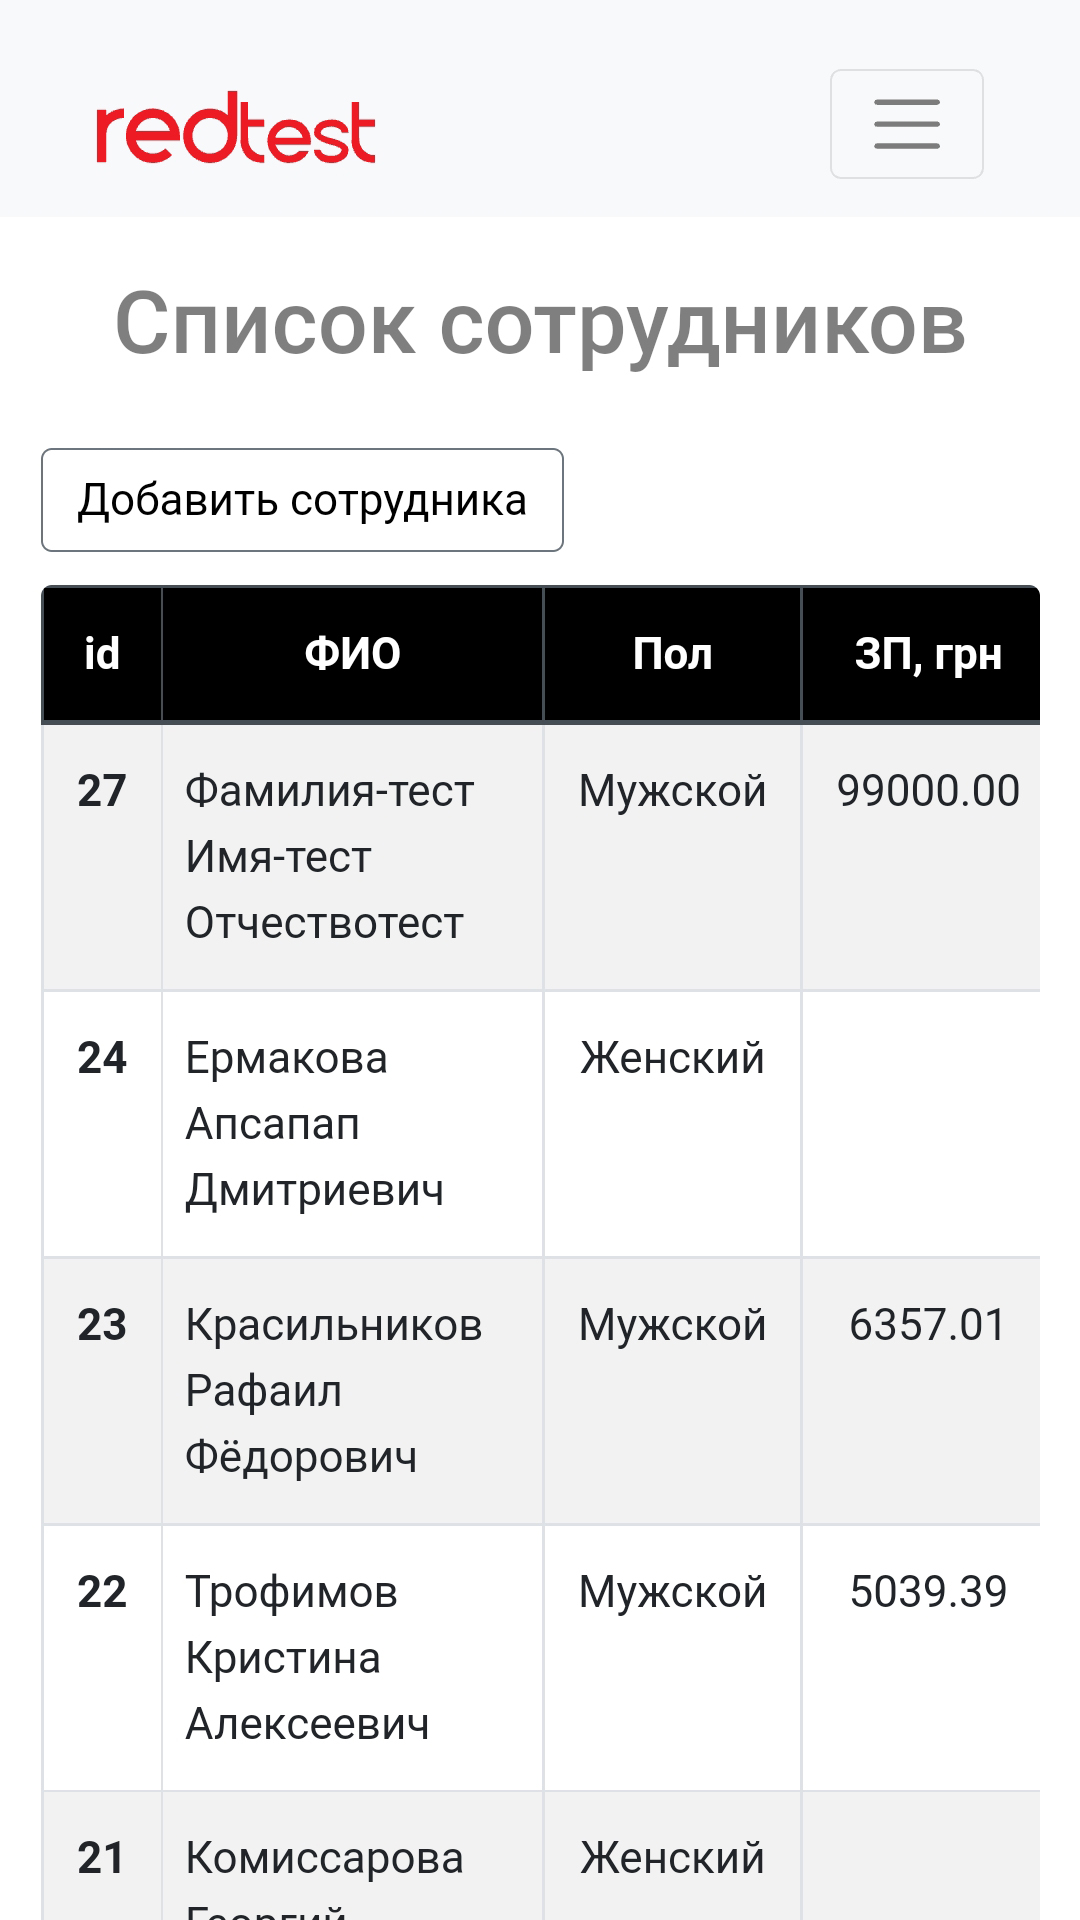 redtest
Список сотрудников
Добавить сотрудника
id ФИО Пол ЗП, грн
27 Фамилия-тест Мужской 99000.00
Имя-тест
Отчествотест
24 Ермакова Женский
Апсапап
Дмитриевич
23 Красильников Мужской 6357.01
Рафаил
Фёдорович
22 Трофимов Мужской 5039.39
Кристина
Алексеевич
21 Комиссарова Женский
Георгий